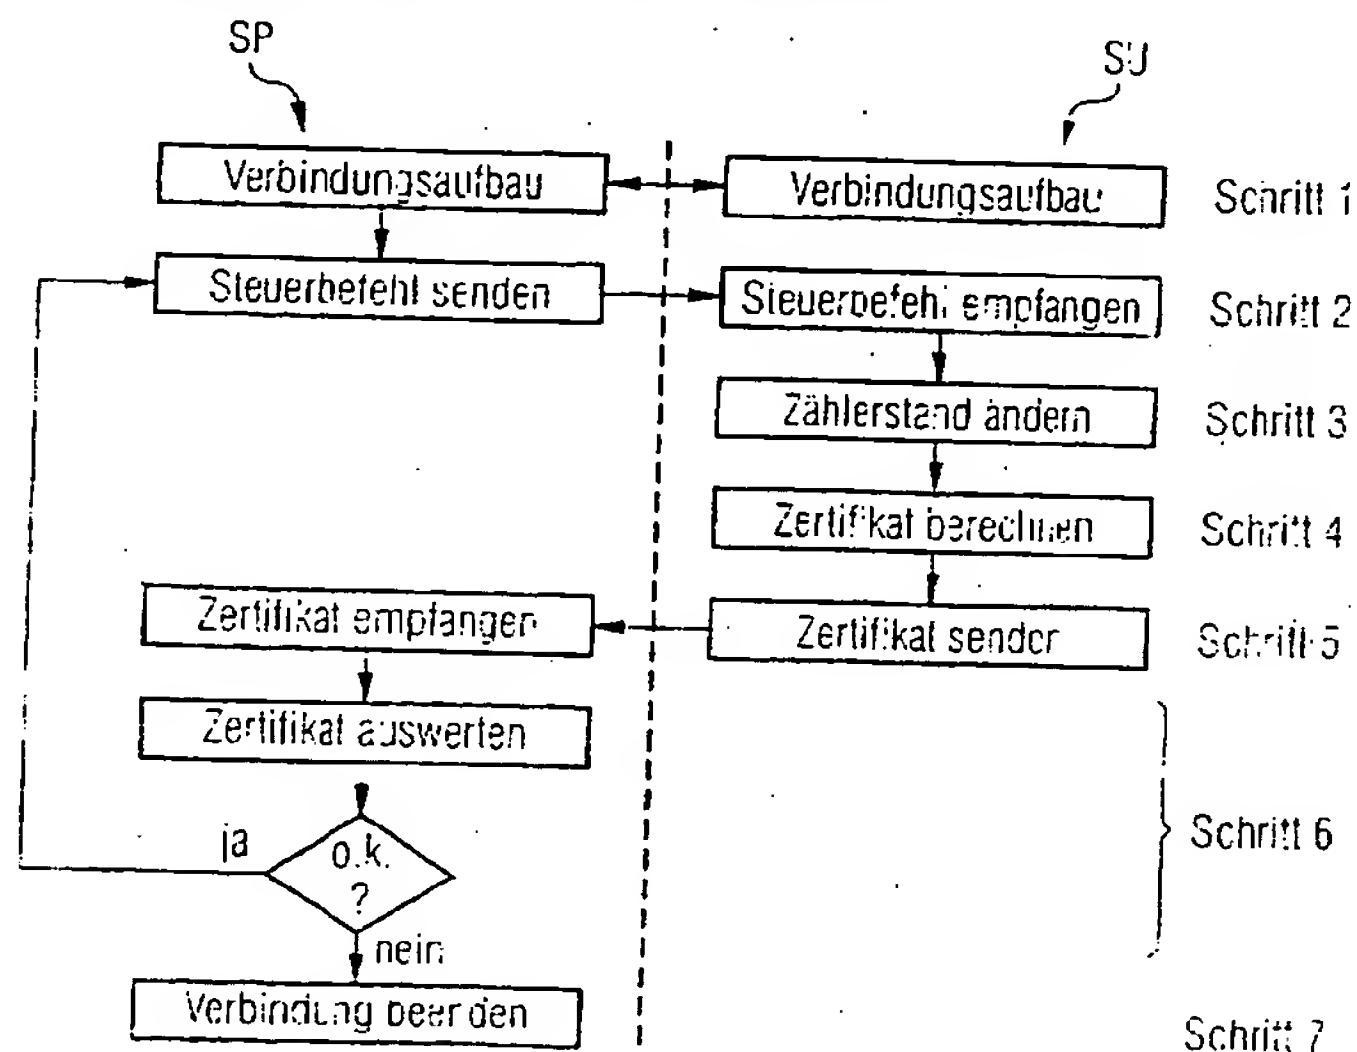 SP
SU
Verbindungsaufbau
Verbindungsaufbau
Schritt 1
Steuerbefehl senden
Steuerbefehl empfangen
Schritt 2
Zählerstand ändern
Schritt 3
Zertifikat berechnen
Schritt 4
Zertifikat empfangen
Zertifikat senden
Schritt 5
Zertifikat auswerten
ja
o.k.
?
Schritt 6
nein
Verbindung beenden
Schritt 7